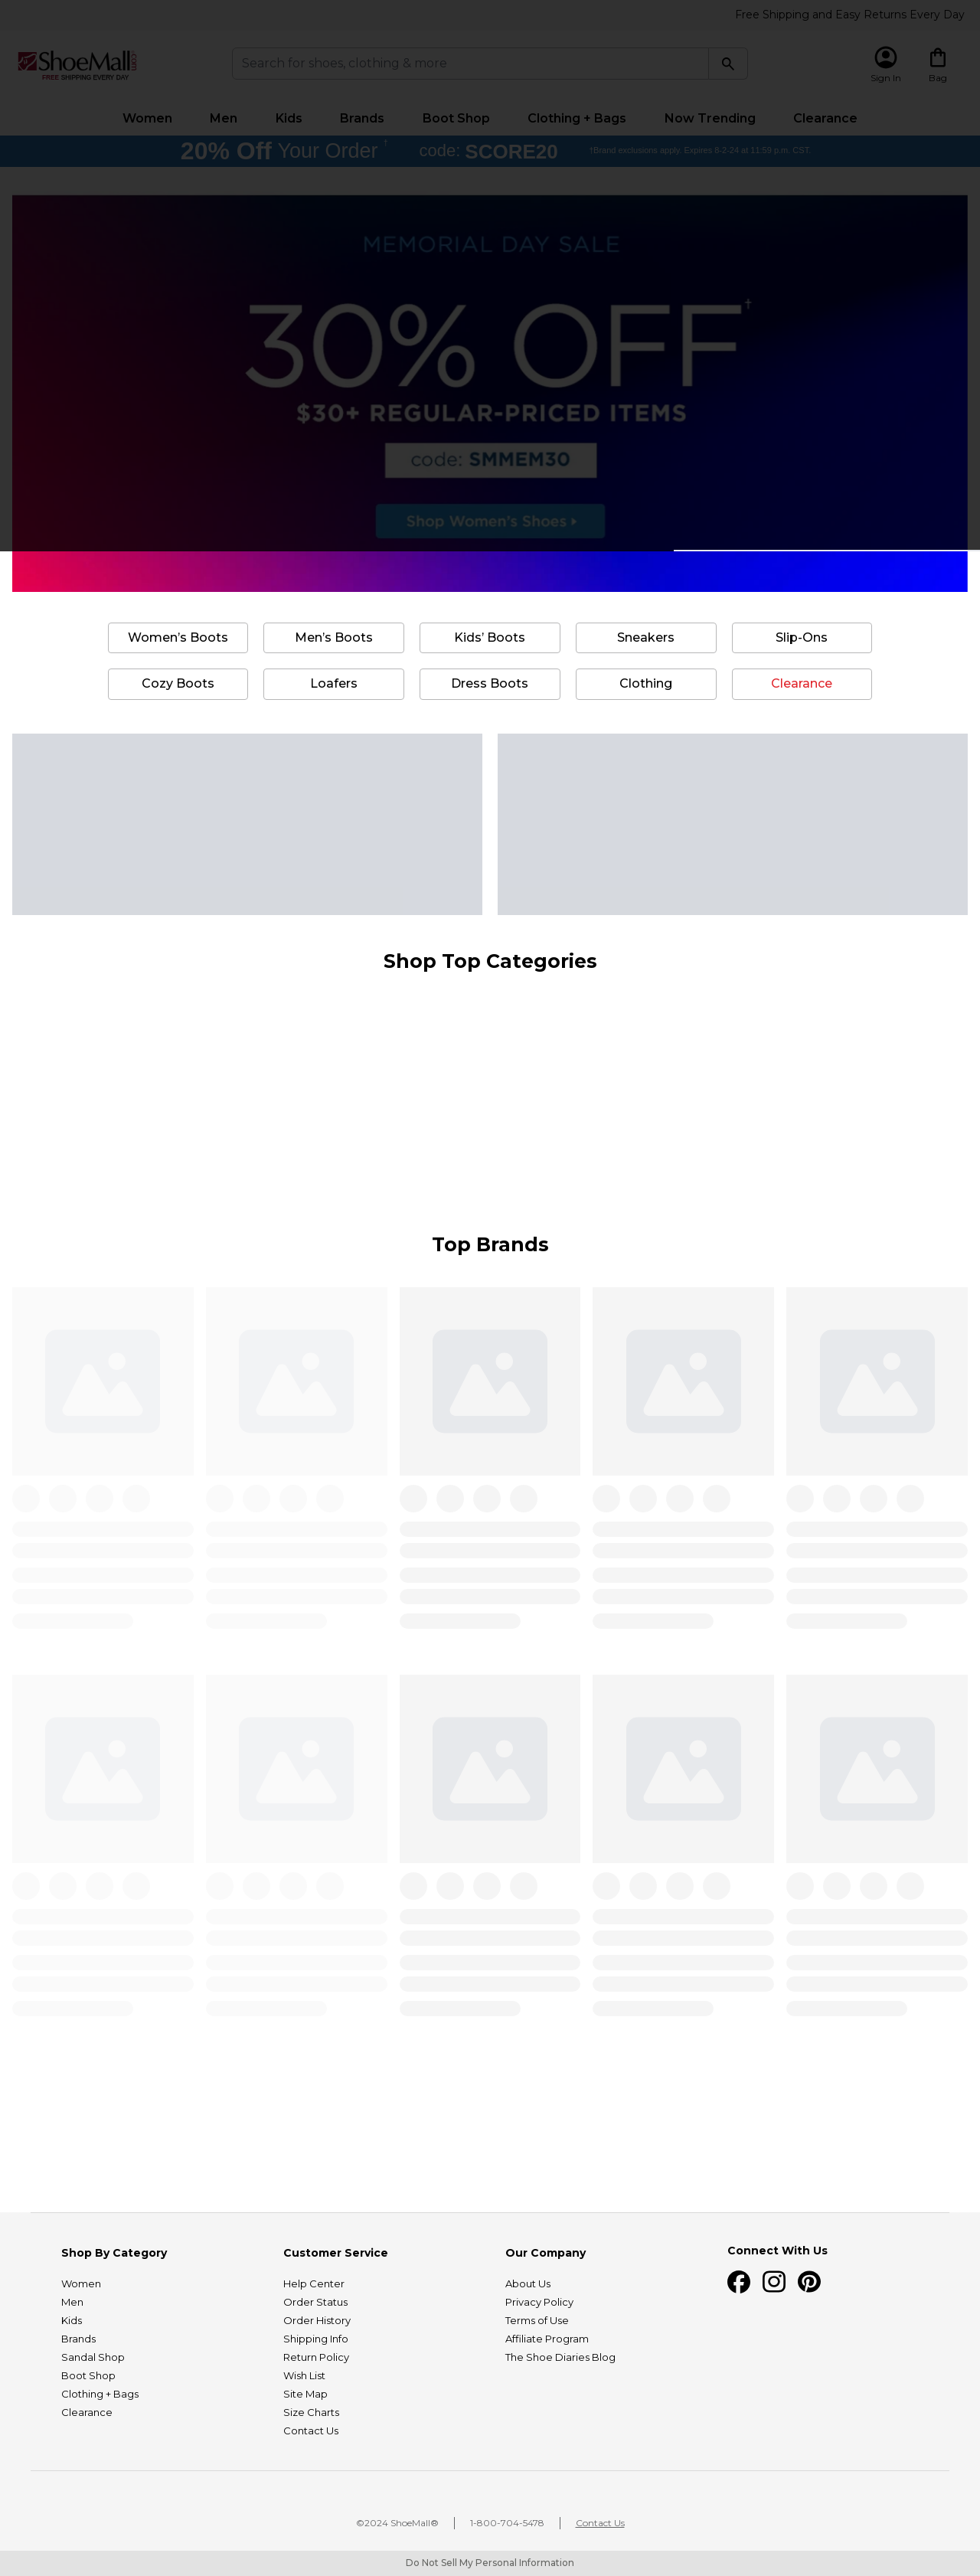 Free Shipping and Easy Returns Every Day
ShoeMall
FREE SHIPPING EVERY DAY
Search for shoes, clothing & more
Sign In
Bag
Women Men Kids Brands Boot Shop Clothing + Bags Now Trending Clearance
20% Off Your Order † code: SCORE20 †Brand exclusions apply. Expires 8-2-24 at 11:59 p.m. CST.
MEMORIAL DAY SALE
30% OFF†
$30+ REGULAR-PRICED ITEMS
code: SMMEM30
Shop Women's Shoes
Women’s Boots Men’s Boots Kids’ Boots Sneakers Slip-Ons
Cozy Boots Loafers Dress Boots Clothing Clearance
Shop Top Categories
Top Brands
Shop By Category
Women
Men
Kids
Brands
Sandal Shop
Boot Shop
Clothing + Bags
Clearance
Customer Service
Help Center
Order Status
Order History
Shipping Info
Return Policy
Wish List
Site Map
Size Charts
Contact Us
Our Company
About Us
Privacy Policy
Terms of Use
Affiliate Program
The Shoe Diaries Blog
Connect With Us
©2024 ShoeMall® 1-800-704-5478 Contact Us
Do Not Sell My Personal Information